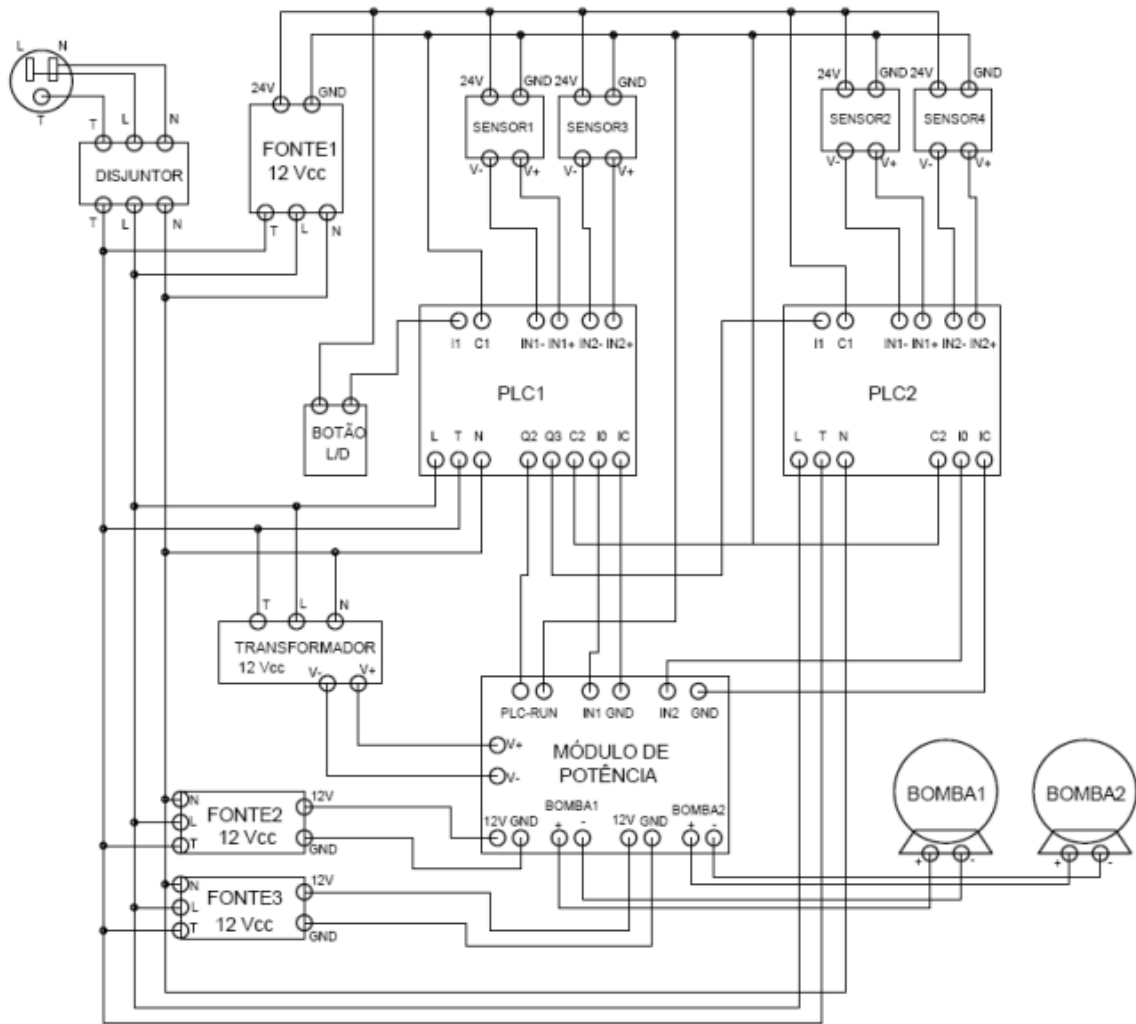 L N
T
T L N
DISJUNTOR
T L N
24V GND
FONTE1
12 Vcc
T L N
24V GND
SENSOR1
V- V+
24V GND
SENSOR3
V- V+
24V GND
SENSOR2
V- V+
24V GND
SENSOR4
V- V+
I1 C1 IN1- IN1+ IN2- IN2+
PLC1
L T N Q2 Q3 C2 I0 IC
I1 C1 IN1- IN1+ IN2- IN2+
PLC2
L T N C2 I0 IC
BOTÃO
L/D
T L N
TRANSFORMADOR
12 Vcc
V- V+
PLC-RUN IN1 GND IN2 GND
V+
V-
MÓDULO DE
POTÊNCIA
BOMBA1 BOMBA2
12V GND + - 12V GND + -
N 12V
L FONTE2
T 12 Vcc
GND
N 12V
L FONTE3
T 12 Vcc
GND
BOMBA1
+ -
BOMBA2
+ -